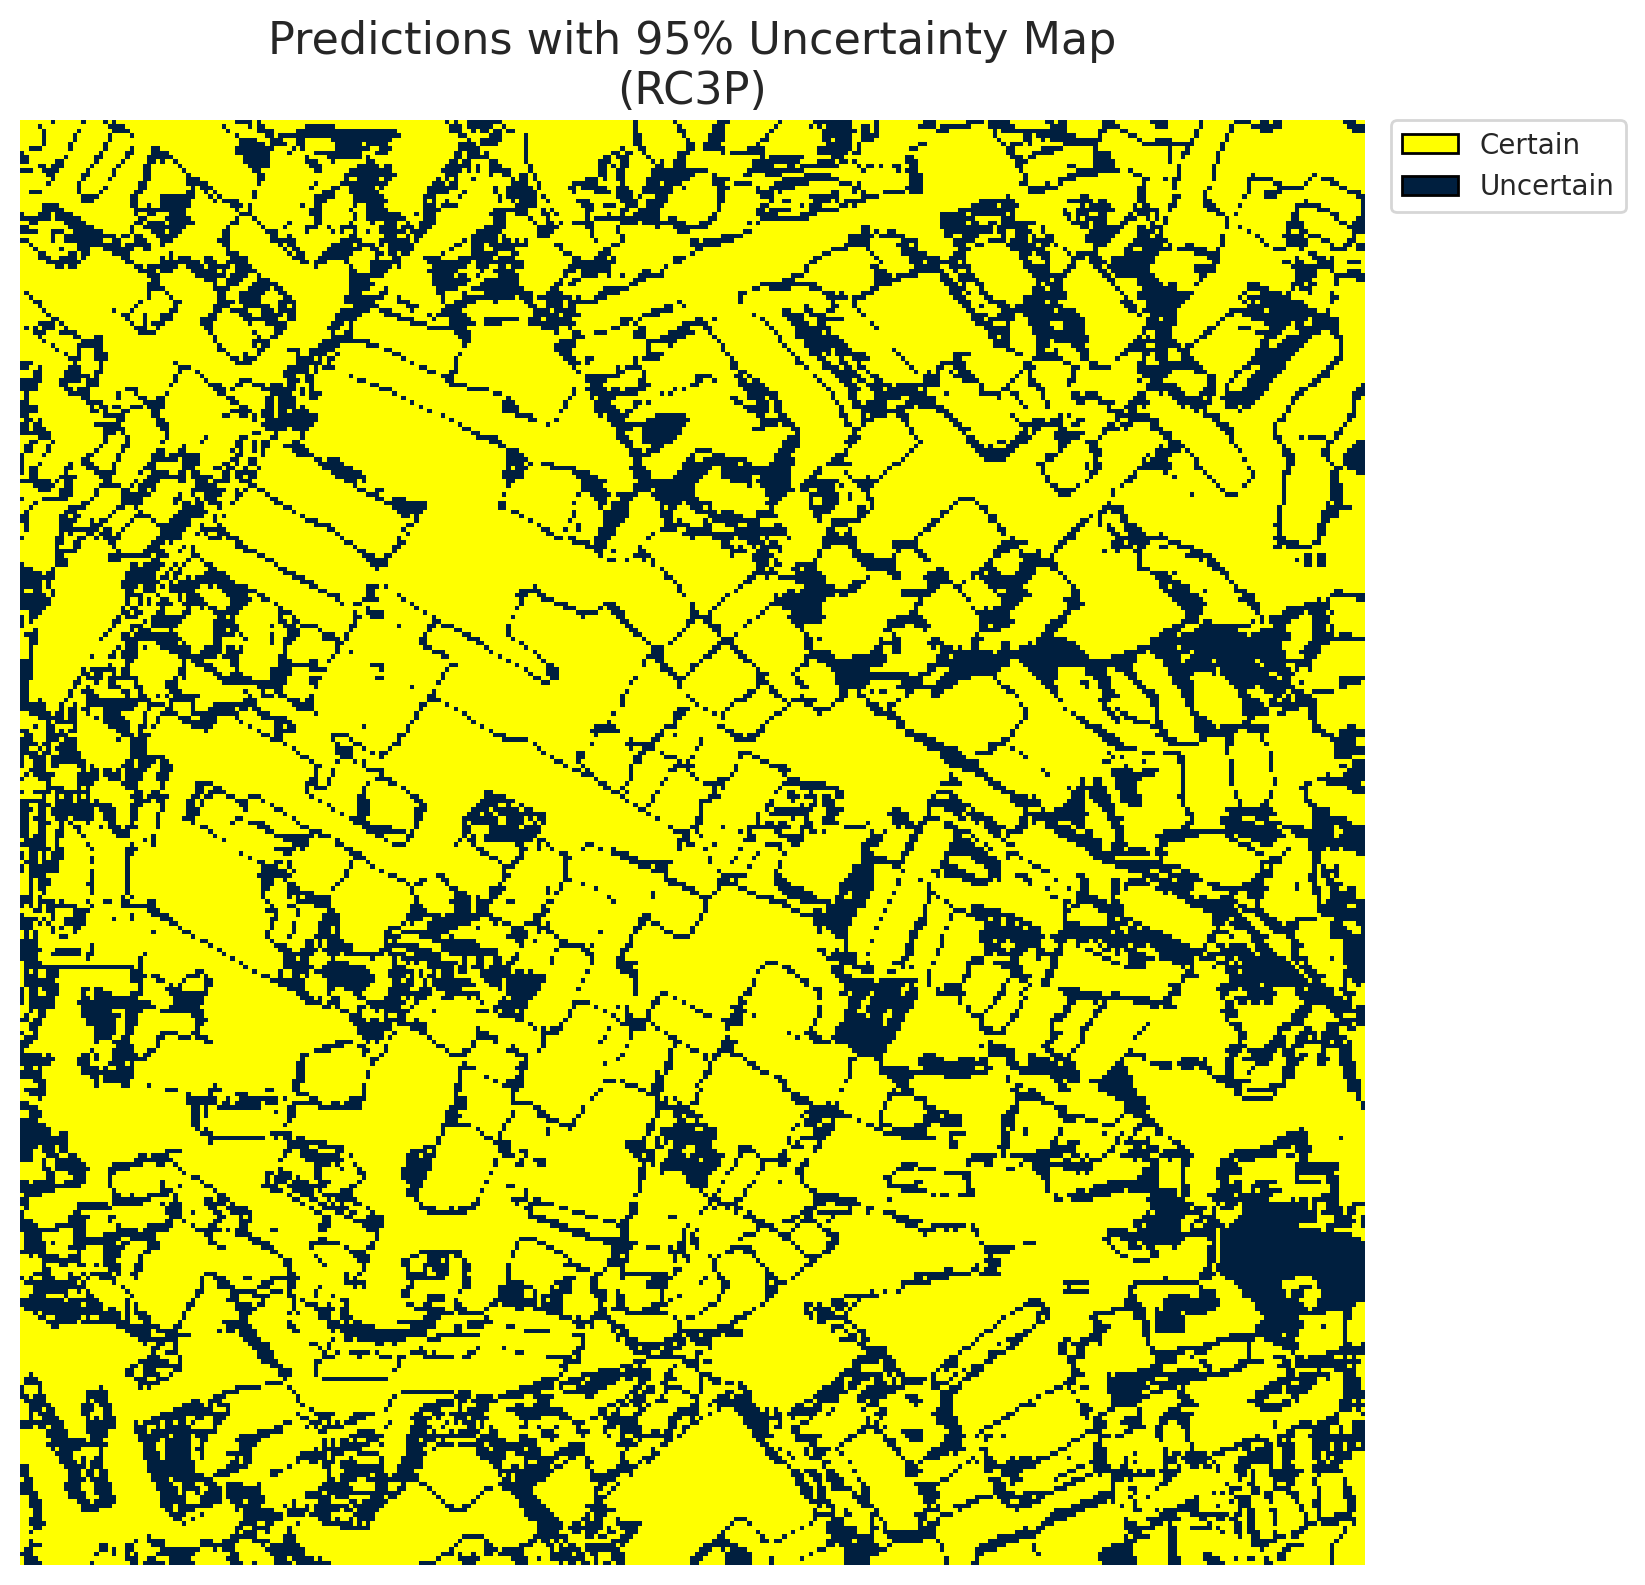 Predictions with 95% Uncertainty Map
(RC3P)
Certain
Uncertain